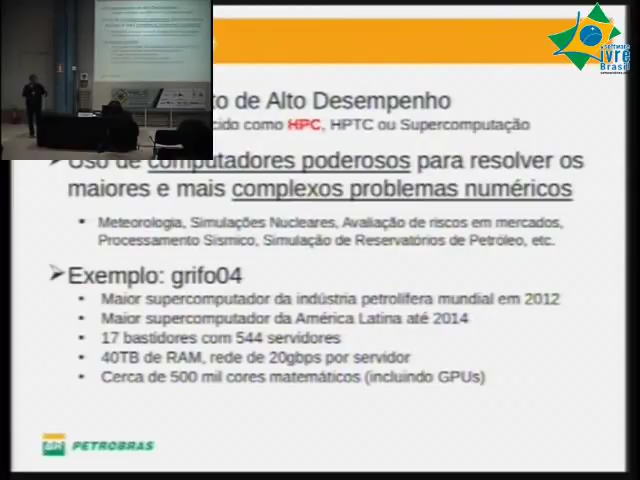 software
ivre
Brasil
to de Alto Desempenho
cido como HPC, HPTC ou Supercomputação
Uso de computadores poderosos para resolver os
maiores e mais complexos problemas numéricos
Meteorologia, Simulações Nucleares, Avaliação de riscos em mercados,
Processamento Sísmico, Simulação de Reservatórios de Petróleo, etc.
Exemplo: grifo04
Maior supercomputador da indústria petrolífera mundial em 2012
Maior supercomputador da América Latina até 2014
17 bastidores com 544 servidores
40TB de RAM, rede de 20gbps por servidor
Cerca de 500 mil cores matemáticos (incluindo GPUs)
BR PETROBRAS